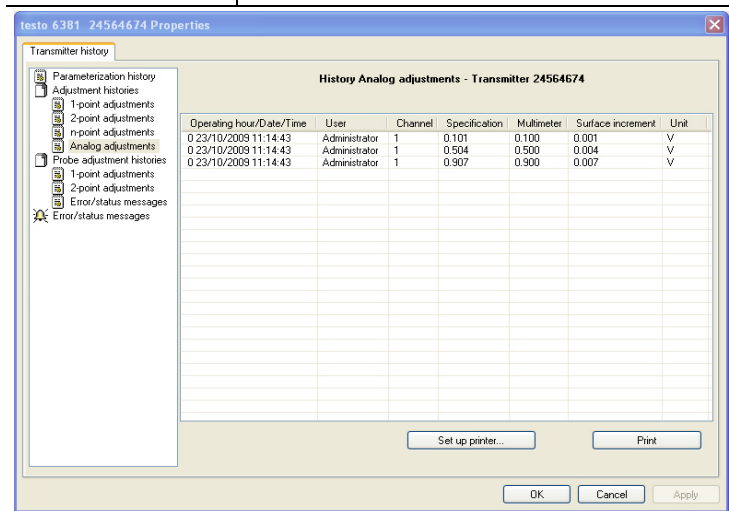 testo 6381 24564674 Properties
Transmitter history
Parameterization history
Adjustment histories
1-point adjustments
2-point adjustments
n-point adjustments
Analog adjustments
Probe adjustment histories
1-point adjustments
2-point adjustments
Error/status messages
Error/status messages
History Analog adjustments - Transmitter 24564674
Operating hour/Date/Time User Channel Specification Multimeter Surface increment Unit
0 23/10/2009 11:14:43 Administrator 1 0.101 0.100 0.001 V
0 23/10/2009 11:14:43 Administrator 1 0.504 0.500 0.004 V
0 23/10/2009 11:14:43 Administrator 1 0.907 0.900 0.007 V
Set up printer... Print
OK Cancel Apply